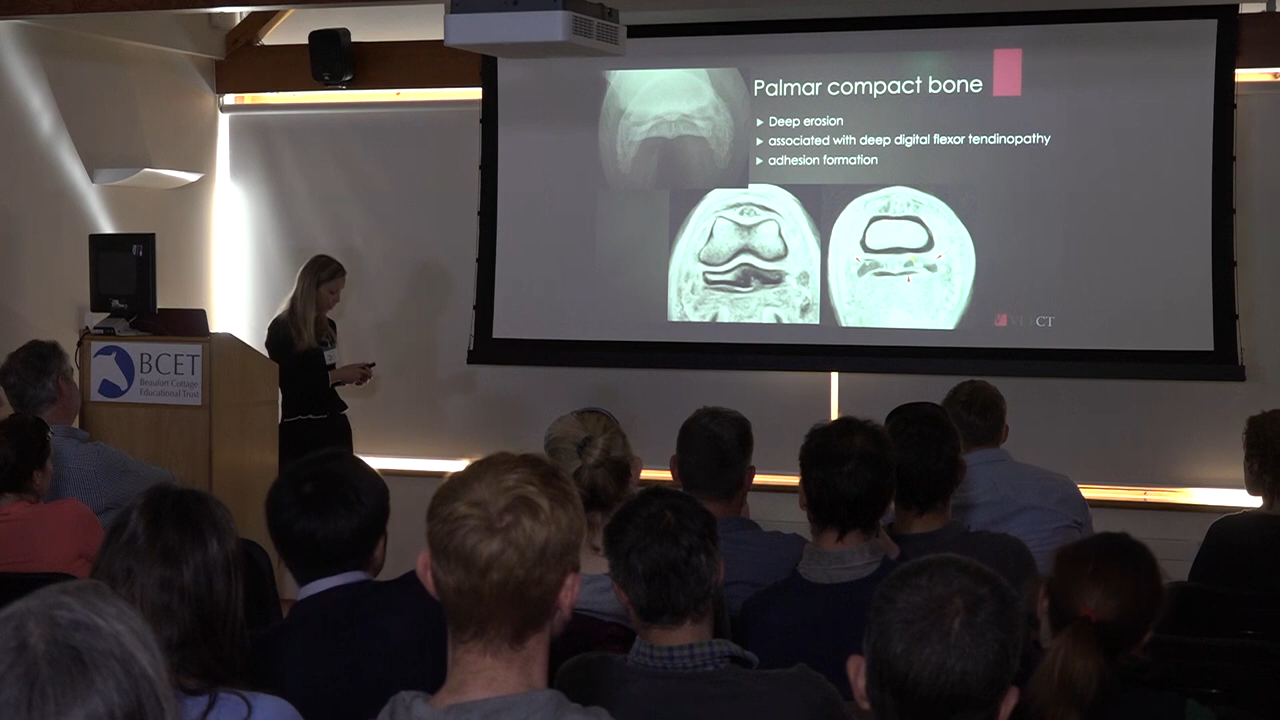 Palmar compact bone
Deep erosion
associated with deep digital flexor tendinopathy
adhesion formation
CT
BCET
Beaufort Cottage
Educational Trust